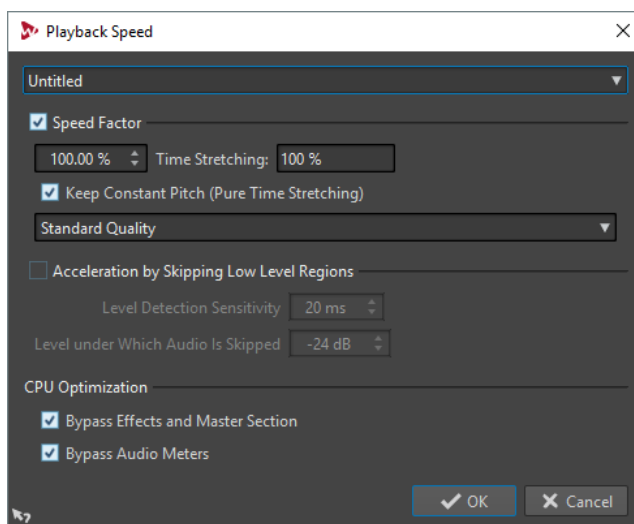 Playback Speed
Untitled
Speed Factor
100.00 % Time Stretching: 100 %
Keep Constant Pitch (Pure Time Stretching)
Standard Quality
Acceleration by Skipping Low Level Regions
Level Detection Sensitivity 20 ms
Level under Which Audio Is Skipped -24 dB
CPU Optimization
Bypass Effects and Master Section
Bypass Audio Meters
OK Cancel
?